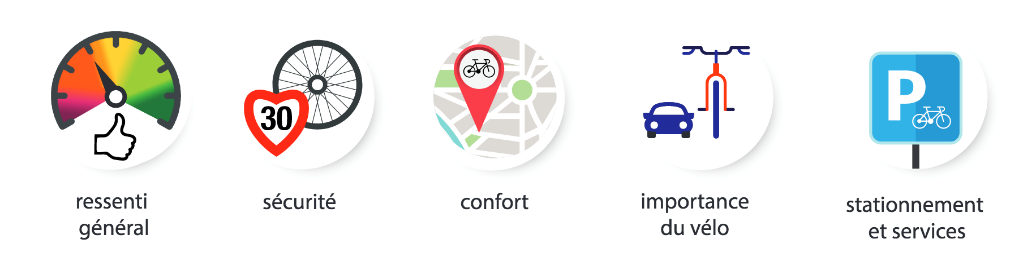 30
P
ressenti
général
sécurité
confort
importance
du vélo
stationnement
et services